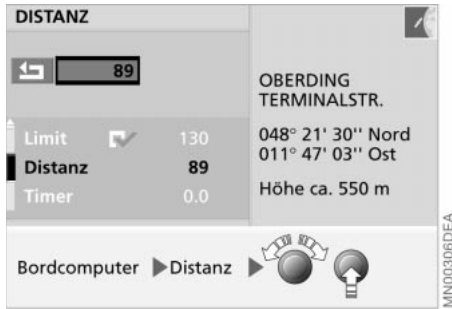 DISTANZ
89
OBERDING
TERMINALSTR.
048° 21' 30'' Nord
011° 47' 03'' Ost
Höhe ca. 550 m
Limit 130
Distanz 89
Timer 0.0
Bordcomputer ▶ Distanz ▶
MN00306DEA